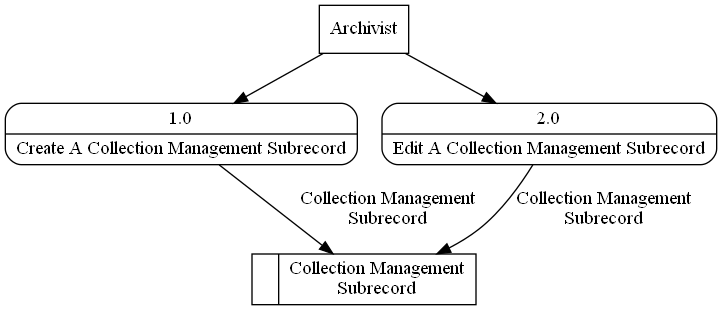 Archivist
1.0
Create A Collection Management Subrecord
2.0
Edit A Collection Management Subrecord
Collection Management
Subrecord
Collection Management
Subrecord
Collection Management
Subrecord